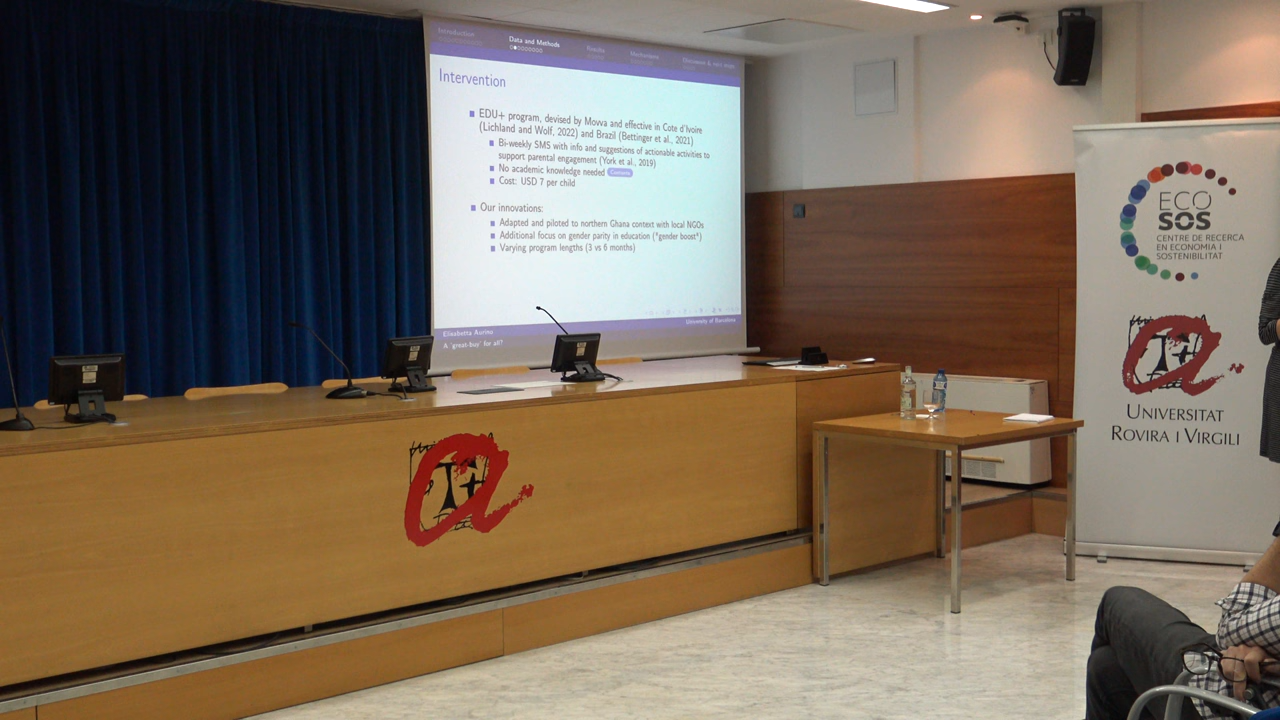 Introduction
Data and Methods
Results
Mechanisms
Discussion & next steps
Intervention
EDU+ program, devised by Movva and effective in Cote d'Ivoire
(Lichland and Wolf, 2022) and Brazil (Bettinger et al., 2021)
Bi-weekly SMS with info and suggestions of actionable activities to
support parental engagement (York et al., 2019)
No academic knowledge needed
Cost: USD 7 per child
Our innovations:
Adapted and piloted to northern Ghana context with local NGOs
Additional focus on gender parity in education ("gender boost")
Varying program lengths (3 vs 6 months)
Elisabetta Aurino
University of Barcelona
A 'great-buy' for all?
ECO
SOS
CENTRE DE RECERCA
EN ECONOMIA I
SOSTENIBILITAT
UNIVERSITAT
ROVIRA I VIRGILI